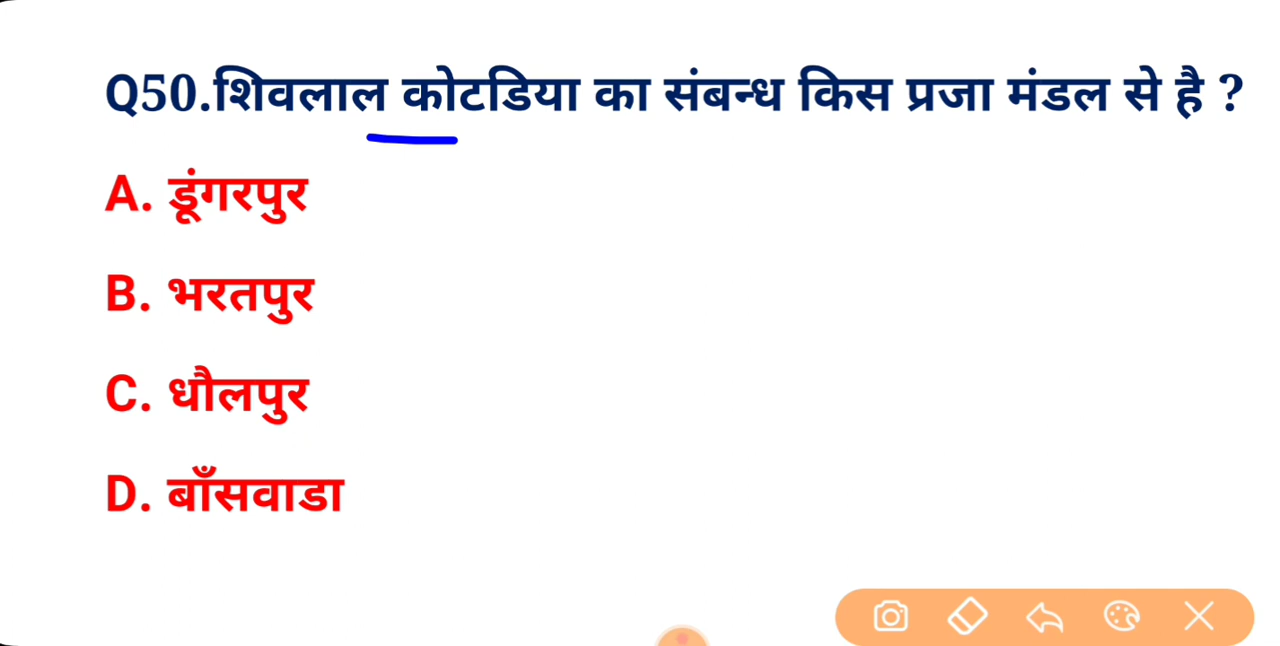 Q50.शिवलाल कोटडिया का संबन्ध किस प्रजा मंडल से है ?
A. डूंगरपुर
B. भरतपुर
C. धौलपुर
D. बाँसवाडा